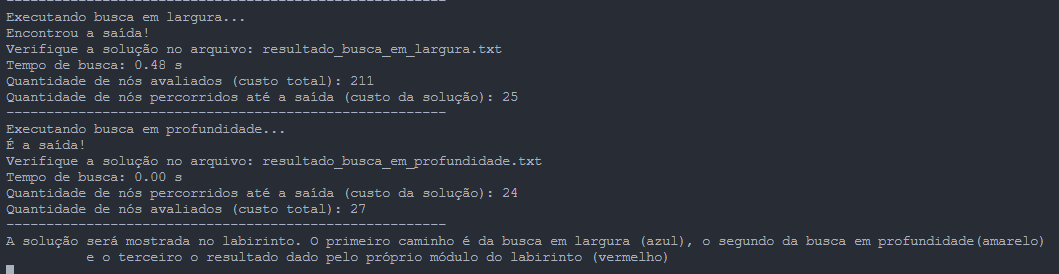 -------------------------------------------------------
Executando busca em largura...
Encontrou a saída!
Verifique a solução no arquivo: resultado_busca_em_largura.txt
Tempo de busca: 0.48 s
Quantidade de nós avaliados (custo total): 211
Quantidade de nós percorridos até a saída (custo da solução): 25
-------------------------------------------------------
Executando busca em profundidade...
É a saída!
Verifique a solução no arquivo: resultado_busca_em_profundidade.txt
Tempo de busca: 0.00 s
Quantidade de nós percorridos até a saída (custo da solução): 24
Quantidade de nós avaliados (custo total): 27
-------------------------------------------------------
A solução será mostrada no labirinto. O primeiro caminho é da busca em largura (azul), o segundo da busca em profundidade(amarelo)
e o terceiro o resultado dado pelo próprio módulo do labirinto (vermelho)